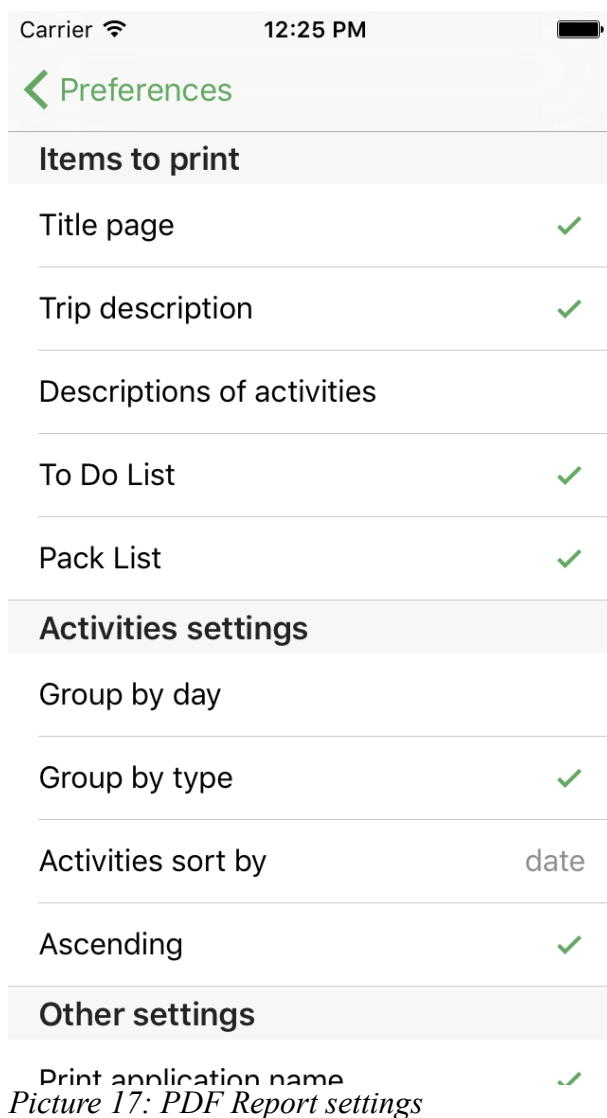 Carrier 12:25 PM
Preferences
Items to print
Title page
Trip description
Descriptions of activities
To Do List
Pack List
Activities settings
Group by day
Group by type
Activities sort by date
Ascending
Other settings
Print application name
Picture 17: PDF Report settings